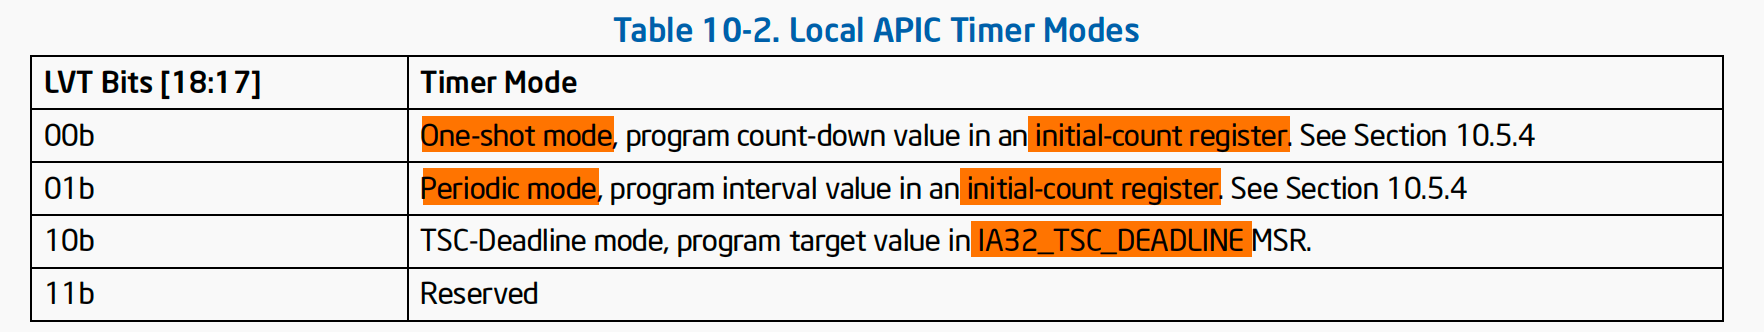 Table 10-2. Local APIC Timer Modes
LVT Bits [18:17] Timer Mode
00b One-shot mode, program count-down value in an initial-count register. See Section 10.5.4
01b Periodic mode, program interval value in an initial-count register. See Section 10.5.4
10b TSC-Deadline mode, program target value in IA32_TSC_DEADLINE MSR.
11b Reserved